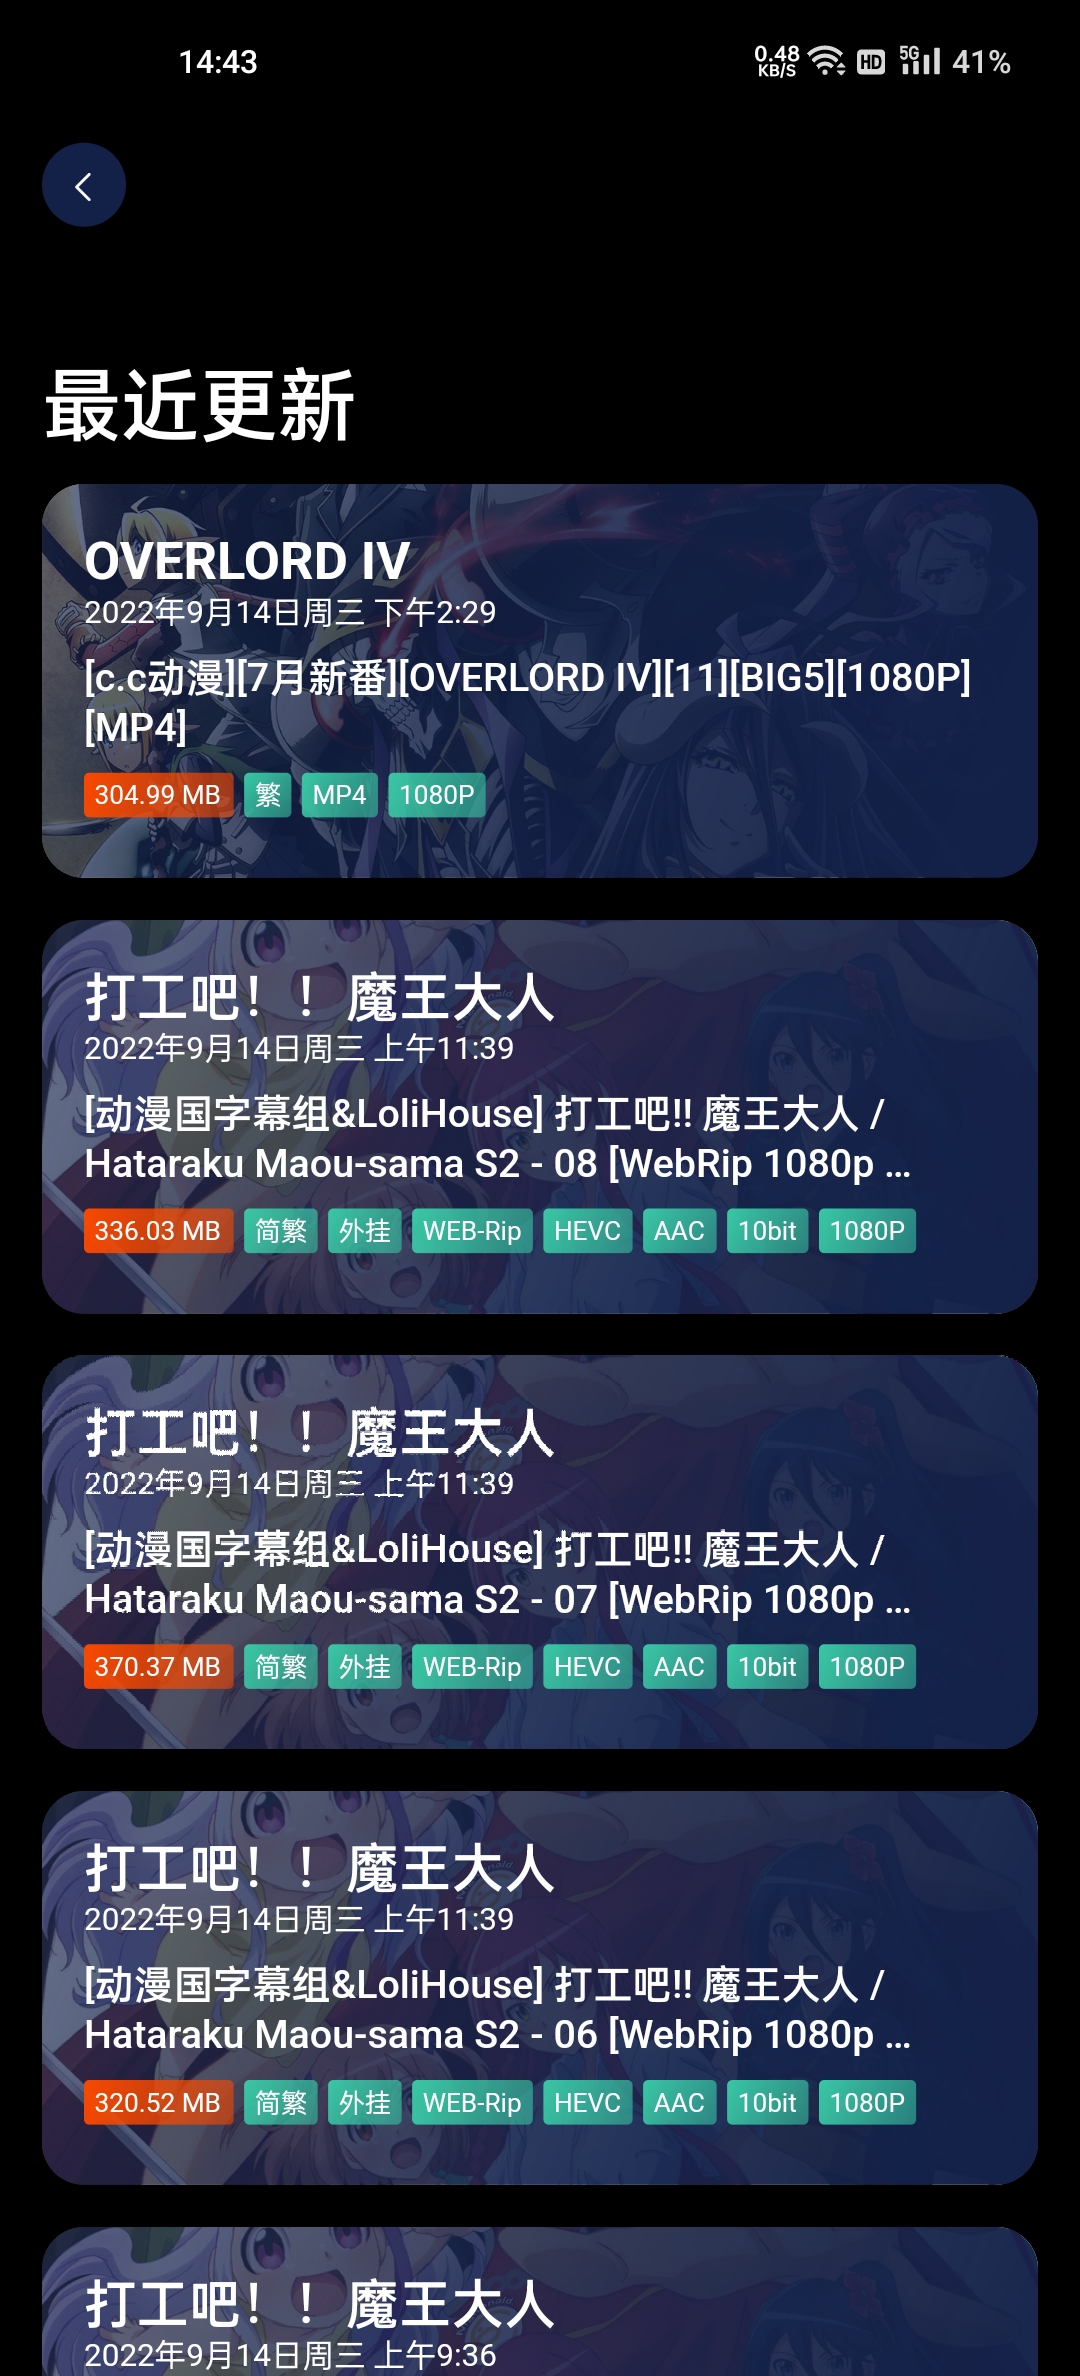 14:43
0.48 KB/S HD 5G 41%
最近更新
OVERLORD IV
2022年9月14日周三 下午2:29
[c.c动漫][7月新番][OVERLORD IV][11][BIG5][1080P]
[MP4]
304.99 MB 繁 MP4 1080P
打工吧！！魔王大人
2022年9月14日周三 上午11:39
[动漫国字幕组&LoliHouse] 打工吧!! 魔王大人 /
Hataraku Maou-sama S2 - 08 [WebRip 1080p ...
336.03 MB 简繁 外挂 WEB-Rip HEVC AAC 10bit 1080P
打工吧！！魔王大人
2022年9月14日周三 上午11:39
[动漫国字幕组&LoliHouse] 打工吧!! 魔王大人 /
Hataraku Maou-sama S2 - 07 [WebRip 1080p ...
370.37 MB 简繁 外挂 WEB-Rip HEVC AAC 10bit 1080P
打工吧！！魔王大人
2022年9月14日周三 上午11:39
[动漫国字幕组&LoliHouse] 打工吧!! 魔王大人 /
Hataraku Maou-sama S2 - 06 [WebRip 1080p ...
320.52 MB 简繁 外挂 WEB-Rip HEVC AAC 10bit 1080P
打工吧！！魔王大人
2022年9月14日周三 上午9:36